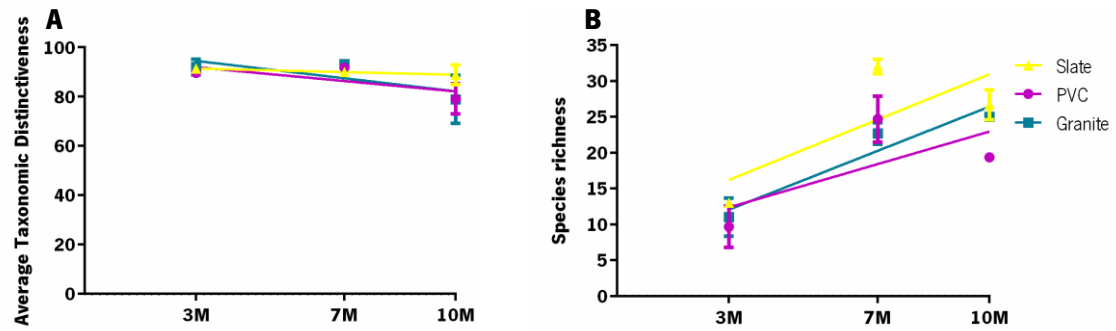 A
Average Taxonomic Distinctiveness
100
80
60
40
20
0
3M 7M 10M
B
Species richness
35
30
25
20
15
10
5
0
3M 7M 10M
Slate
PVC
Granite